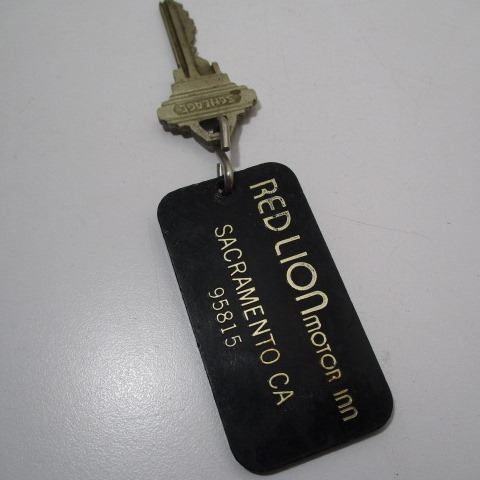 SCHLAGE
RED LION MOTOR INN
SACRAMENTO CA
95815